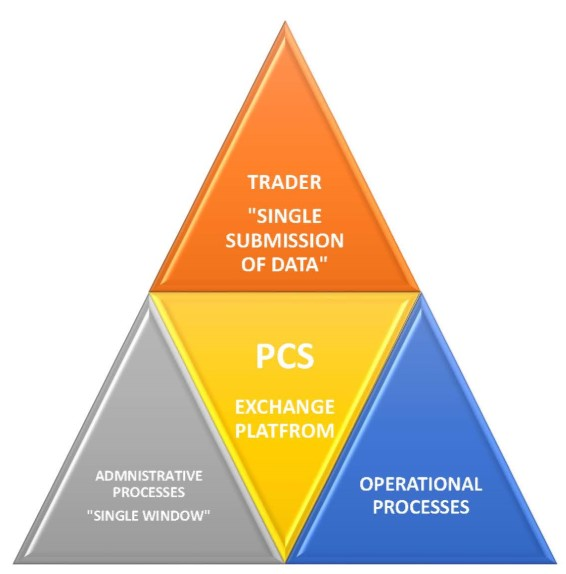 TRADER
"SINGLE
SUBMISSION
OF DATA"
PCS
EXCHANGE
PLATFROM
ADMNISTRATIVE
PROCESSES
"SINGLE WINDOW"
OPERATIONAL
PROCESSES